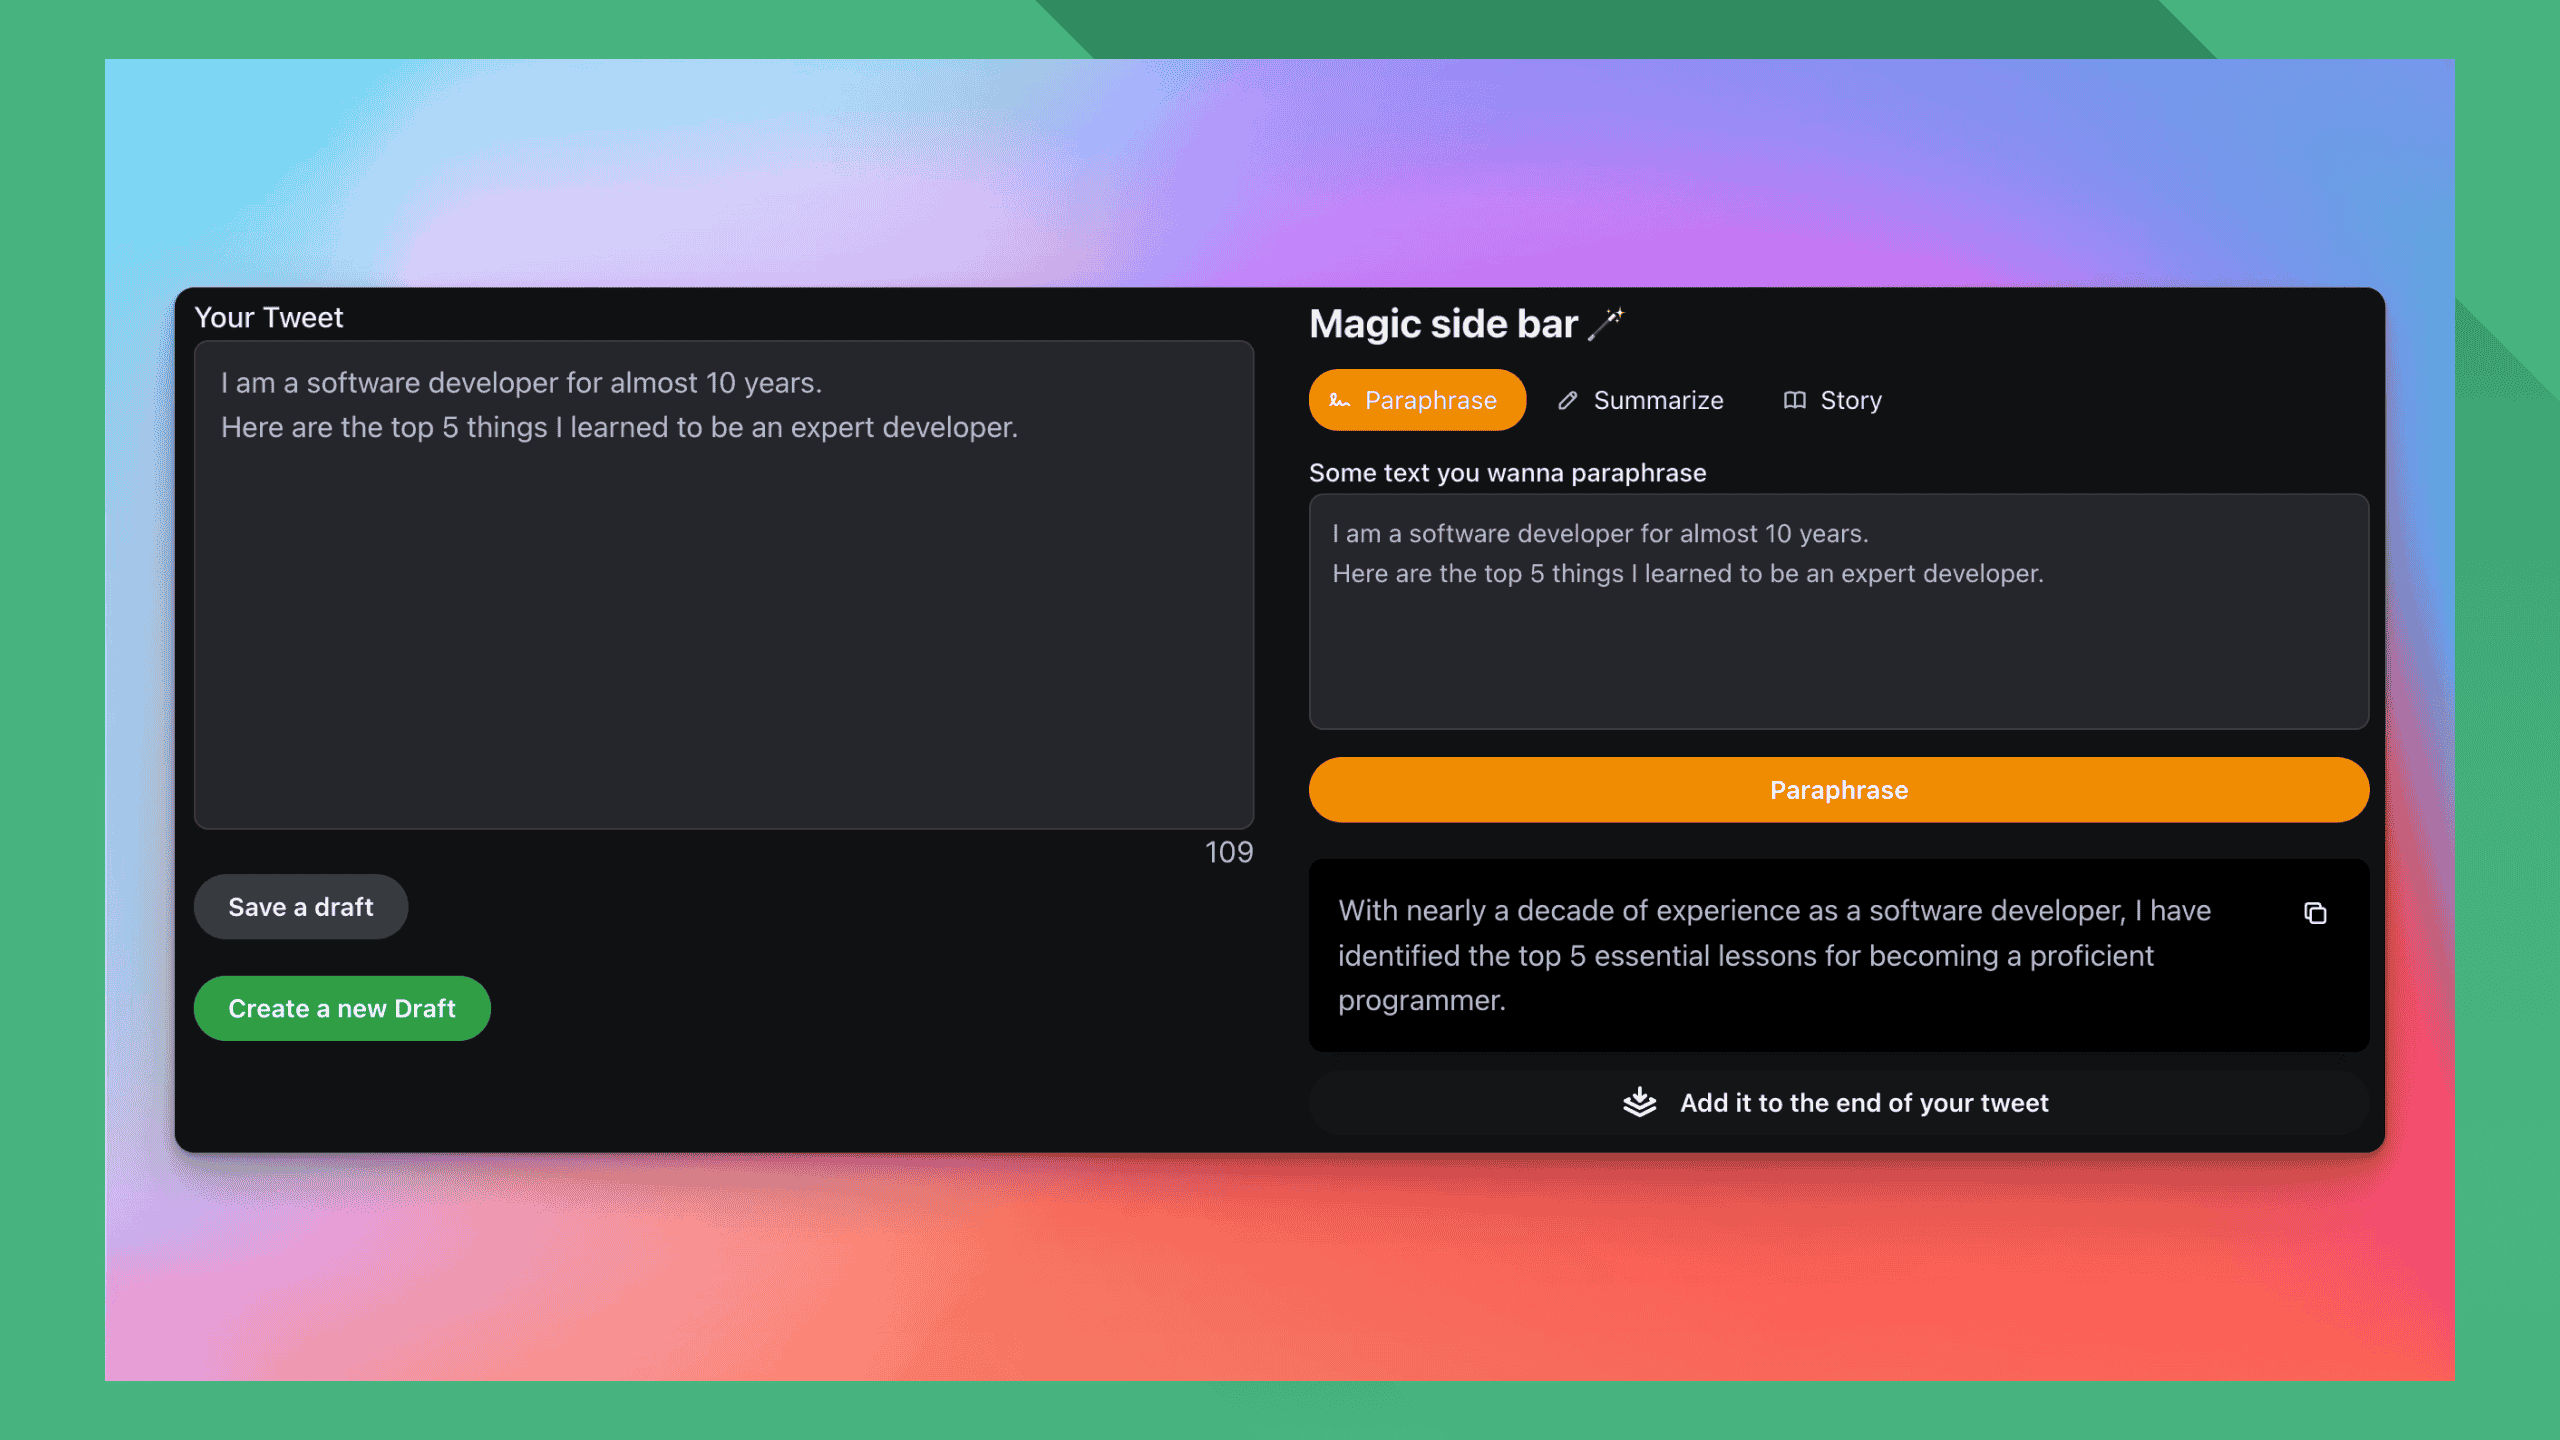 Your Tweet
I am a software developer for almost 10 years.
Here are the top 5 things I learned to be an expert developer.
109
Save a draft
Create a new Draft
Magic side bar
Paraphrase
Summarize
Story
Some text you wanna paraphrase
I am a software developer for almost 10 years.
Here are the top 5 things I learned to be an expert developer.
Paraphrase
With nearly a decade of experience as a software developer, I have
identified the top 5 essential lessons for becoming a proficient
programmer.
Add it to the end of your tweet